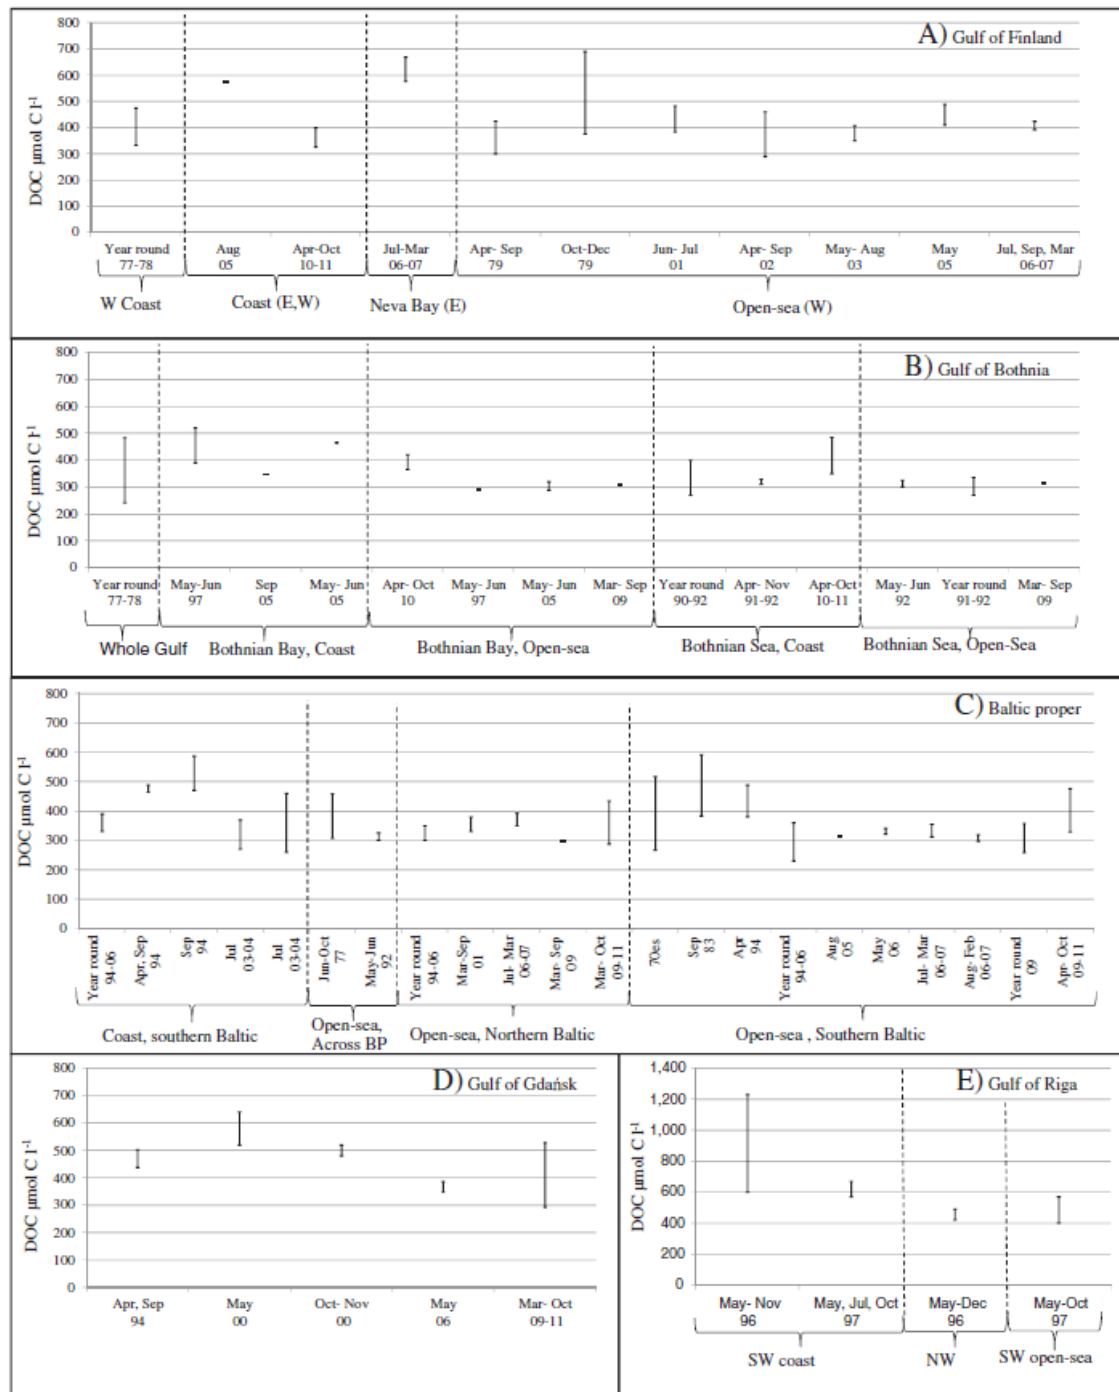 A) Gulf of Finland
DOC µmol C l-1
800
700
600
500
400
300
200
100
0
Year round Aug Apr-Oct Jul-Mar Apr- Sep Oct-Dec Jun- Jul Apr- Sep May- Aug May Jul, Sep, Mar
77-78 05 10-11 06-07 79 79 01 02 03 05 06-07
W Coast Coast (E,W) Neva Bay (E) Open-sea (W)
B) Gulf of Bothnia
DOC µmol C l-1
800
700
600
500
400
300
200
100
0
Year round May-Jun Sep May- Jun Apr- Oct May- Jun May- Jun Mar- Sep Year round Apr- Nov Apr-Oct May- Jun Year round Mar- Sep
77-78 97 05 05 10 97 05 09 90-92 91-92 10-11 92 91-92 09
Whole Gulf Bothnian Bay, Coast Bothnian Bay, Open-sea Bothnian Sea, Coast Bothnian Sea, Open-Sea
C) Baltic proper
DOC µmol C l-1
800
700
600
500
400
300
200
100
0
Year round
94-06
Apr, Sep
94
Sep
94
Jul
03-04
Jul
03-04
Jun-Oct
77
May-Jun
92
Year round
94-06
Mar-Sep
01
Jul- Mar
06-07
Mar- Sep
09
Mar- Oct
09-11
70es
Sep
83
Apr
94
Year round
94-06
Aug
05
May
06
Jul- Mar
06-07
Aug- Feb
06-07
Year round
09
Apr- Oct
09-11
Coast, southern Baltic
Open-sea,
Across BP
Open-sea, Northern Baltic
Open-sea , Southern Baltic
D) Gulf of Gdańsk
DOC µmol C l-1
800
700
600
500
400
300
200
100
0
Apr, Sep May Oct- Nov May Mar- Oct
94 00 00 06 09-11
E) Gulf of Riga
DOC µmol C l-1
1,400
1,200
1,000
800
600
400
200
0
May- Nov May, Jul, Oct May-Dec May-Oct
96 97 96 97
SW coast NW SW open-sea